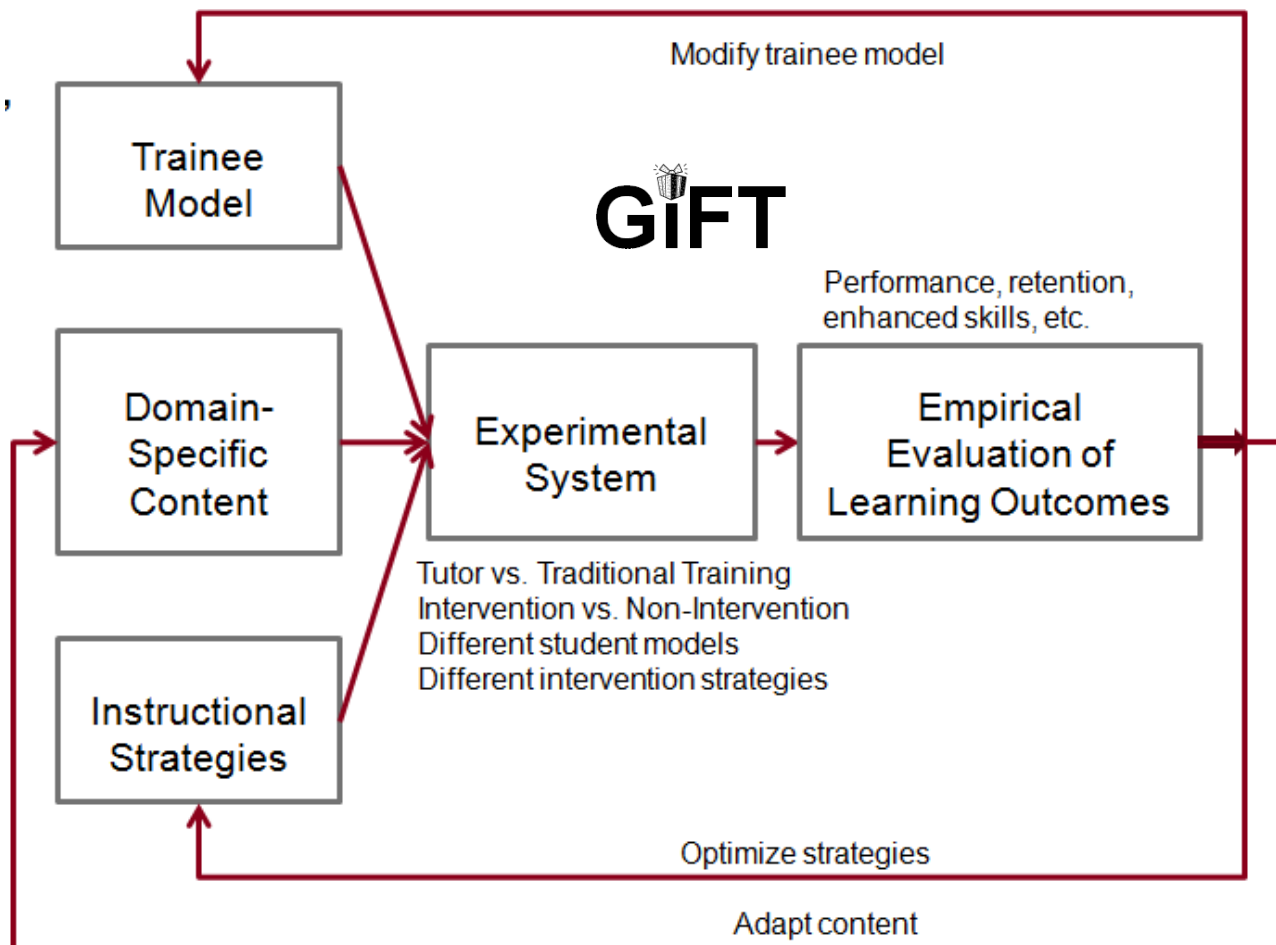 Modify trainee model
,
Trainee
Model
GiFT
Performance, retention,
enhanced skills, etc.
Domain-
Specific
Content
Experimental
System
Empirical
Evaluation of
Learning Outcomes
Tutor vs. Traditional Training
Intervention vs. Non-Intervention
Different student models
Different intervention strategies
Instructional
Strategies
Optimize strategies
Adapt content